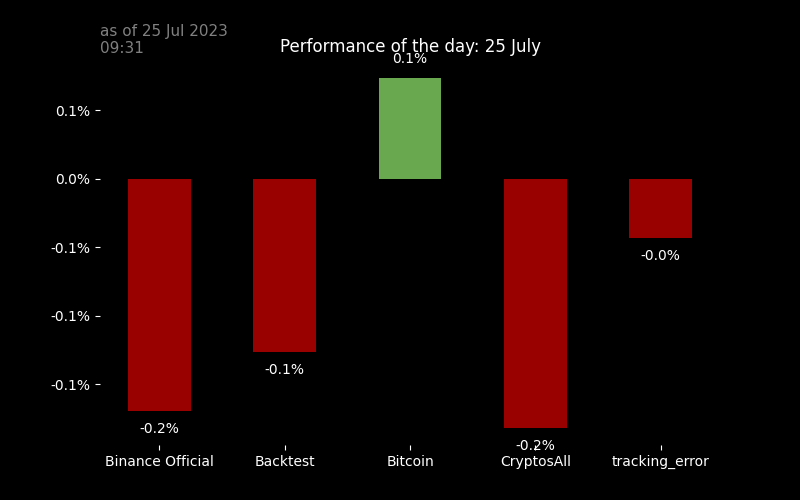 as of 25 Jul 2023
09:31
Performance of the day: 25 July
0.1%
0.1%
0.0%
-0.1%
-0.0%
-0.1%
-0.1%
-0.1%
-0.2%
-0.2%
Binance Official
Backtest
Bitcoin
CryptosAll
tracking_error